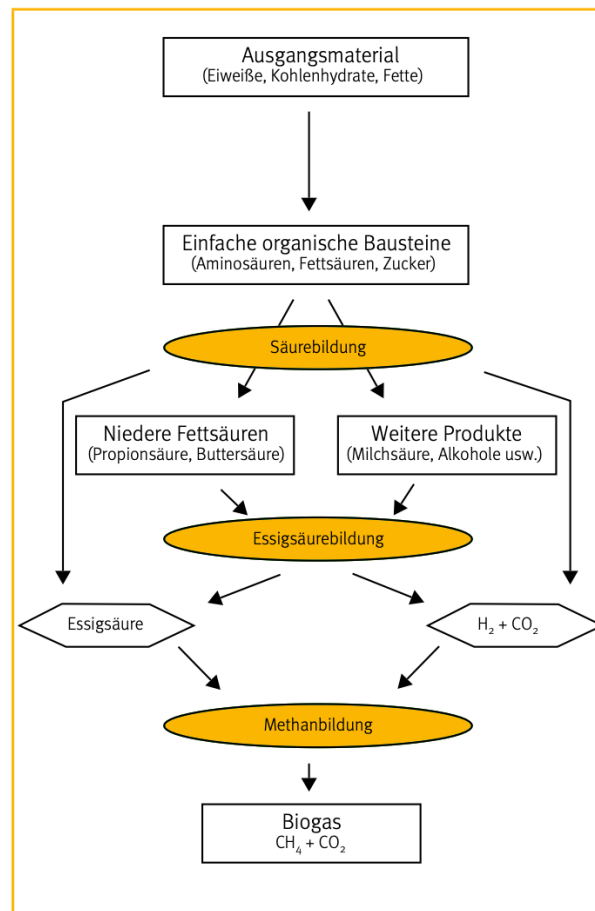 Ausgangsmaterial
(Eiweiße, Kohlenhydrate, Fette)
Einfache organische Bausteine
(Aminosäuren, Fettsäuren, Zucker)
Säurebildung
Niedere Fettsäuren
(Propionsäure, Buttersäure)
Weitere Produkte
(Milchsäure, Alkohole usw.)
Essigsäurebildung
Essigsäure
H₂ + CO₂
Methanbildung
Biogas
CH₄ + CO₂